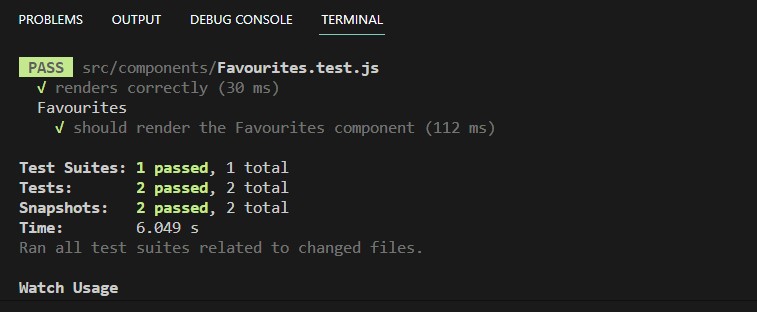 PROBLEMS OUTPUT DEBUG CONSOLE TERMINAL
PASS src/components/Favourites.test.js
√ renders correctly (30 ms)
Favourites
√ should render the Favourites component (112 ms)
Test Suites: 1 passed, 1 total
Tests: 2 passed, 2 total
Snapshots: 2 passed, 2 total
Time: 6.049 s
Ran all test suites related to changed files.
Watch Usage